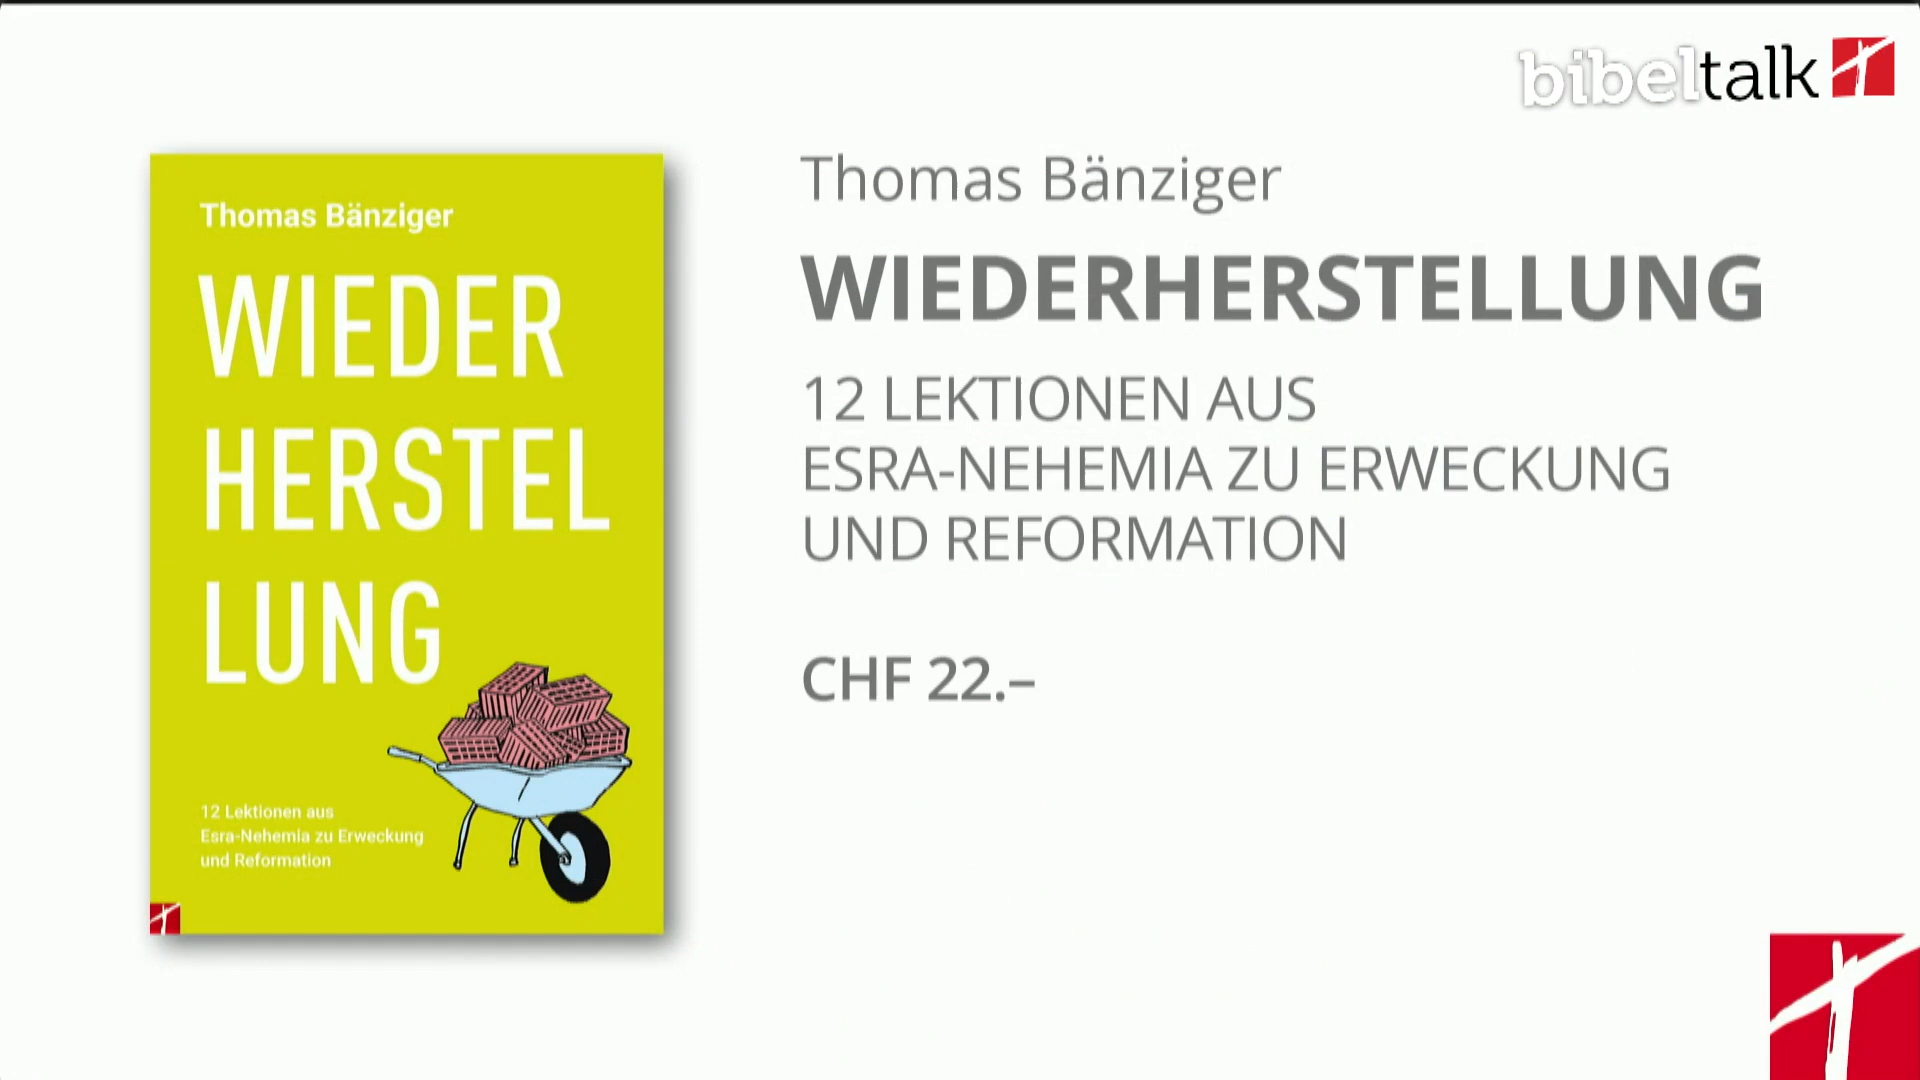 bibeltalk
Thomas Bänziger
WIEDER
HERSTEL
LUNG
12 Lektionen aus
Esra-Nehemia zu Erweckung
und Reformation
Thomas Bänziger
WIEDERHERSTELLUNG
12 LEKTIONEN AUS
ESRA-NEHEMIA ZU ERWECKUNG
UND REFORMATION
CHF 22.–